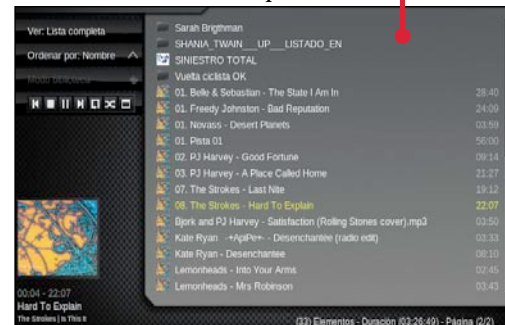 Ver: Lista completa
Ordenar por: Nombre
Sarah Brigthman
SHANIA_TWAIN___UP___LISTADO_EN
SINIESTRO TOTAL
Vuelta ciclista OK
01. Belle & Sebastian - The State I Am In 28:40
01. Freedy Johnston - Bad Reputation 24:09
01. Novass - Desert Planets 03:59
01. Pista 01 56:00
02. PJ Harvey - Good Fortune 09:14
03. PJ Harvey - A Place Called Home 21:27
07. The Strokes - Last Nite 19:12
08. The Strokes - Hard To Explain 22:07
Bjork and PJ Harvey - Satisfaction (Rolling Stones cover).mp3 03:50
Kate Ryan -+ApiPe+- - Desenchantée (radio edit) 03:33
Kate Ryan - Desenchantee 08:10
Lemonheads - Into Your Arms 02:45
Lemonheads - Mrs Robinson 03:43
00:04 - 22:07
Hard To Explain
The Strokes | Is This It
(33) Elementos - Duración (03:26:49) - Página (2/2)